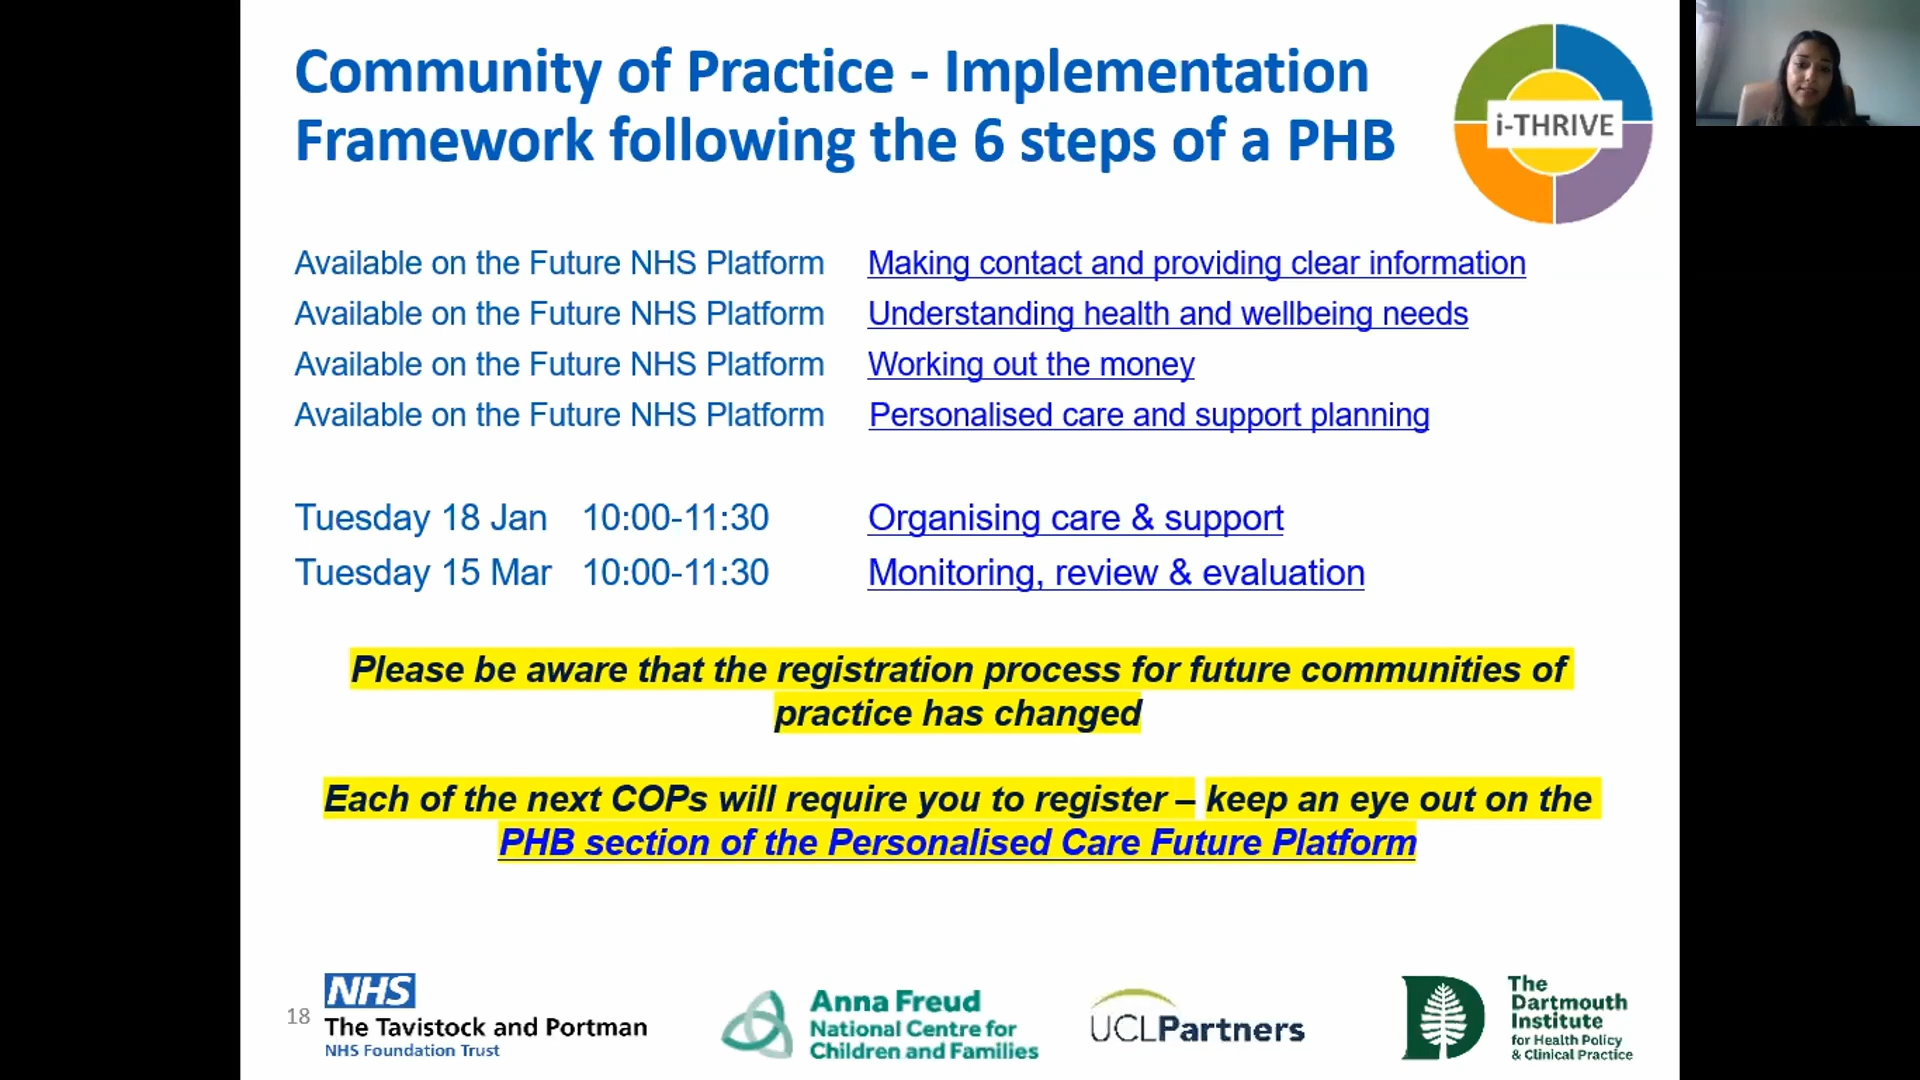 Community of Practice - Implementation
Framework following the 6 steps of a PHB
i-THRIVE
Available on the Future NHS Platform Making contact and providing clear information
Available on the Future NHS Platform Understanding health and wellbeing needs
Available on the Future NHS Platform Working out the money
Available on the Future NHS Platform Personalised care and support planning
Tuesday 18 Jan 10:00-11:30 Organising care & support
Tuesday 15 Mar 10:00-11:30 Monitoring, review & evaluation
Please be aware that the registration process for future communities of
practice has changed
Each of the next COPs will require you to register – keep an eye out on the
PHB section of the Personalised Care Future Platform
18
NHS
The Tavistock and Portman
NHS Foundation Trust
Anna Freud
National Centre for
Children and Families
UCLPartners
The
Dartmouth
Institute
for Health Policy
& Clinical Practice